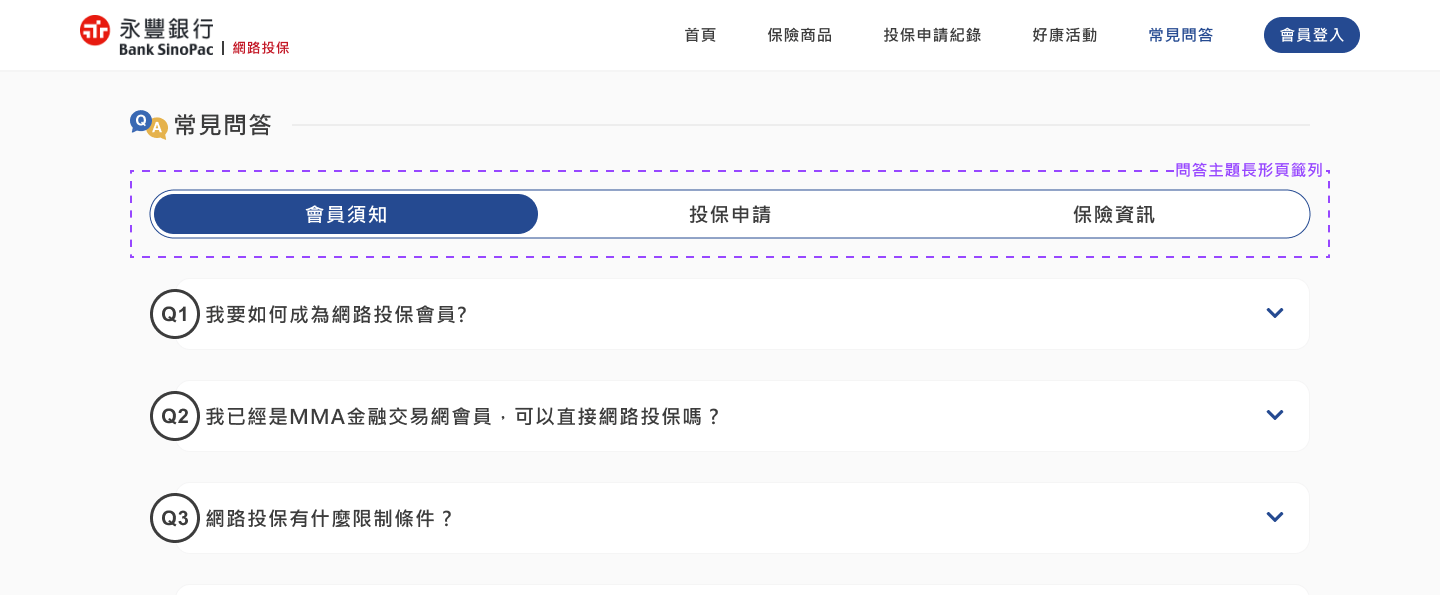 永豐銀行
Bank SinoPac | 網路投保
首頁
保險商品
投保申請紀錄
好康活動
常見問答
會員登入
Q A 常見問答
問答主題長形頁籤列
會員須知
投保申請
保險資訊
Q1 我要如何成為網路投保會員?
Q2 我已經是MMA金融交易網會員，可以直接網路投保嗎？
Q3 網路投保有什麼限制條件？